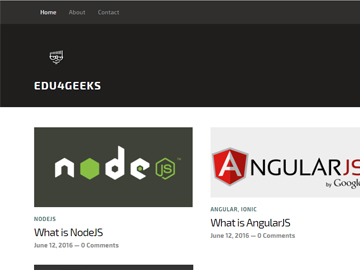 Home About Contact
EDU4GEEKS
node JS
ANGULARJS
by Google
NODEJS
What is NodeJS
June 12, 2016 — 0 Comments
ANGULAR, IONIC
What is AngularJS
June 12, 2016 — 0 Comments